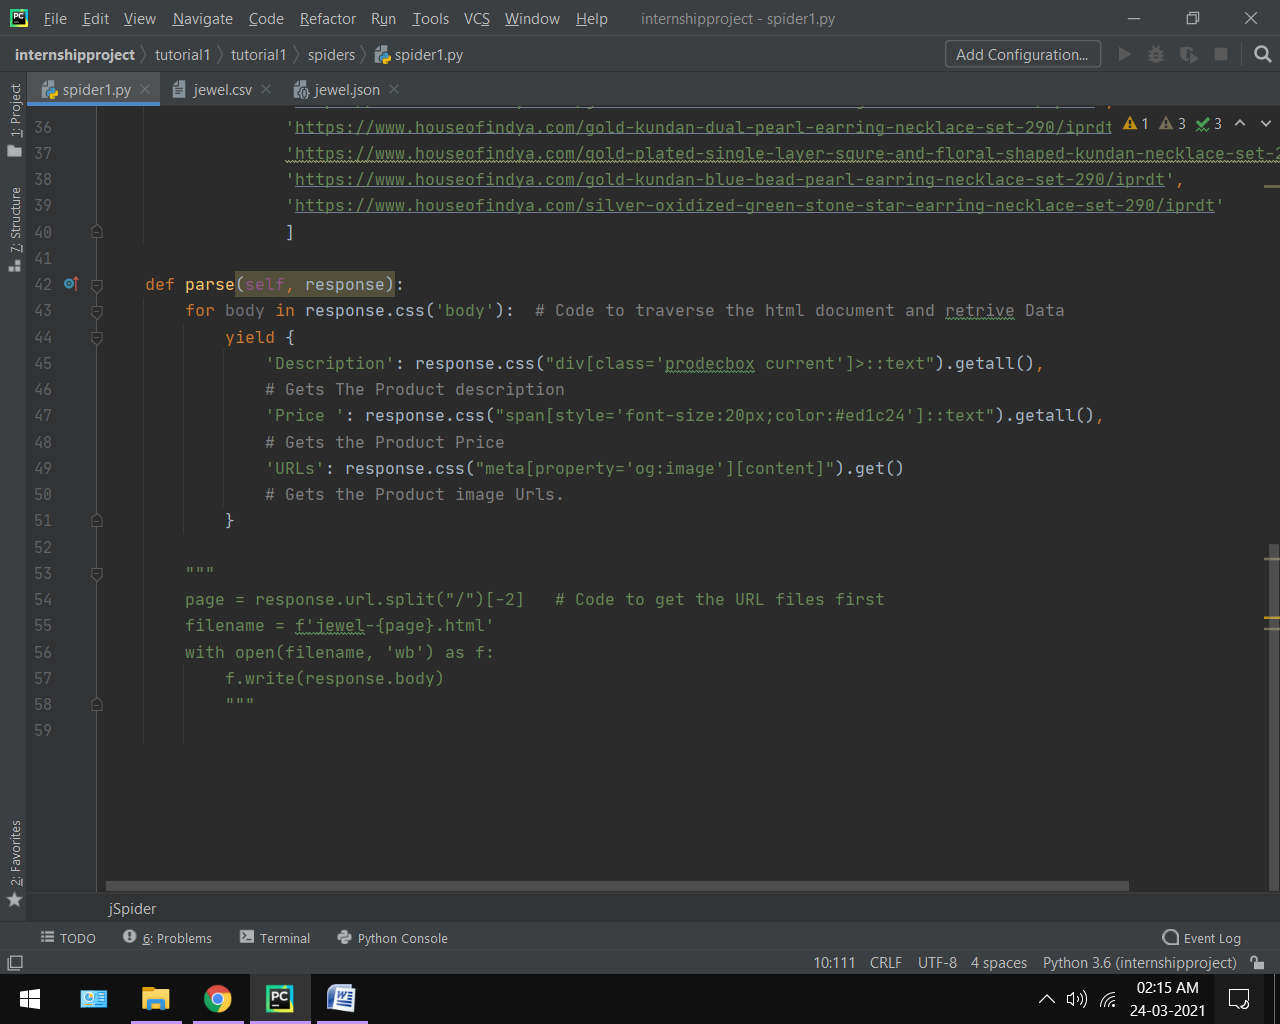 File Edit View Navigate Code Refactor Run Tools VCS Window Help internshipproject - spider1.py
internshipproject tutorial1 tutorial1 spiders spider1.py Add Configuration...
spider1.py jewel.csv jewel.json
1: Project
7: Structure
2: Favorites
1 3 3
36 'https://www.houseofindya.com/gold-kundan-dual-pearl-earring-necklace-set-290/iprdt
37 'https://www.houseofindya.com/gold-plated-single-layer-squre-and-floral-shaped-kundan-necklace-set-2
38 'https://www.houseofindya.com/gold-kundan-blue-bead-pearl-earring-necklace-set-290/iprdt',
39 'https://www.houseofindya.com/silver-oxidized-green-stone-star-earring-necklace-set-290/iprdt'
40 ]
41
42 def parse(self, response):
43 for body in response.css('body'):  # Code to traverse the html document and retrive Data
44 yield {
45 'Description': response.css("div[class='prodecbox current']>::text").getall(),
46 # Gets The Product description
47 'Price ': response.css("span[style='font-size:20px;color:#ed1c24']::text").getall(),
48 # Gets the Product Price
49 'URLs': response.css("meta[property='og:image'][content]").get()
50 # Gets the Product image Urls.
51 }
52
53 """
54 page = response.url.split("/")[-2]   # Code to get the URL files first
55 filename = f'jewel-{page}.html'
56 with open(filename, 'wb') as f:
57 f.write(response.body)
58 """
59
jSpider
TODO 6: Problems Terminal Python Console Event Log
10:111 CRLF UTF-8 4 spaces Python 3.6 (internshipproject)
02:15 AM
24-03-2021